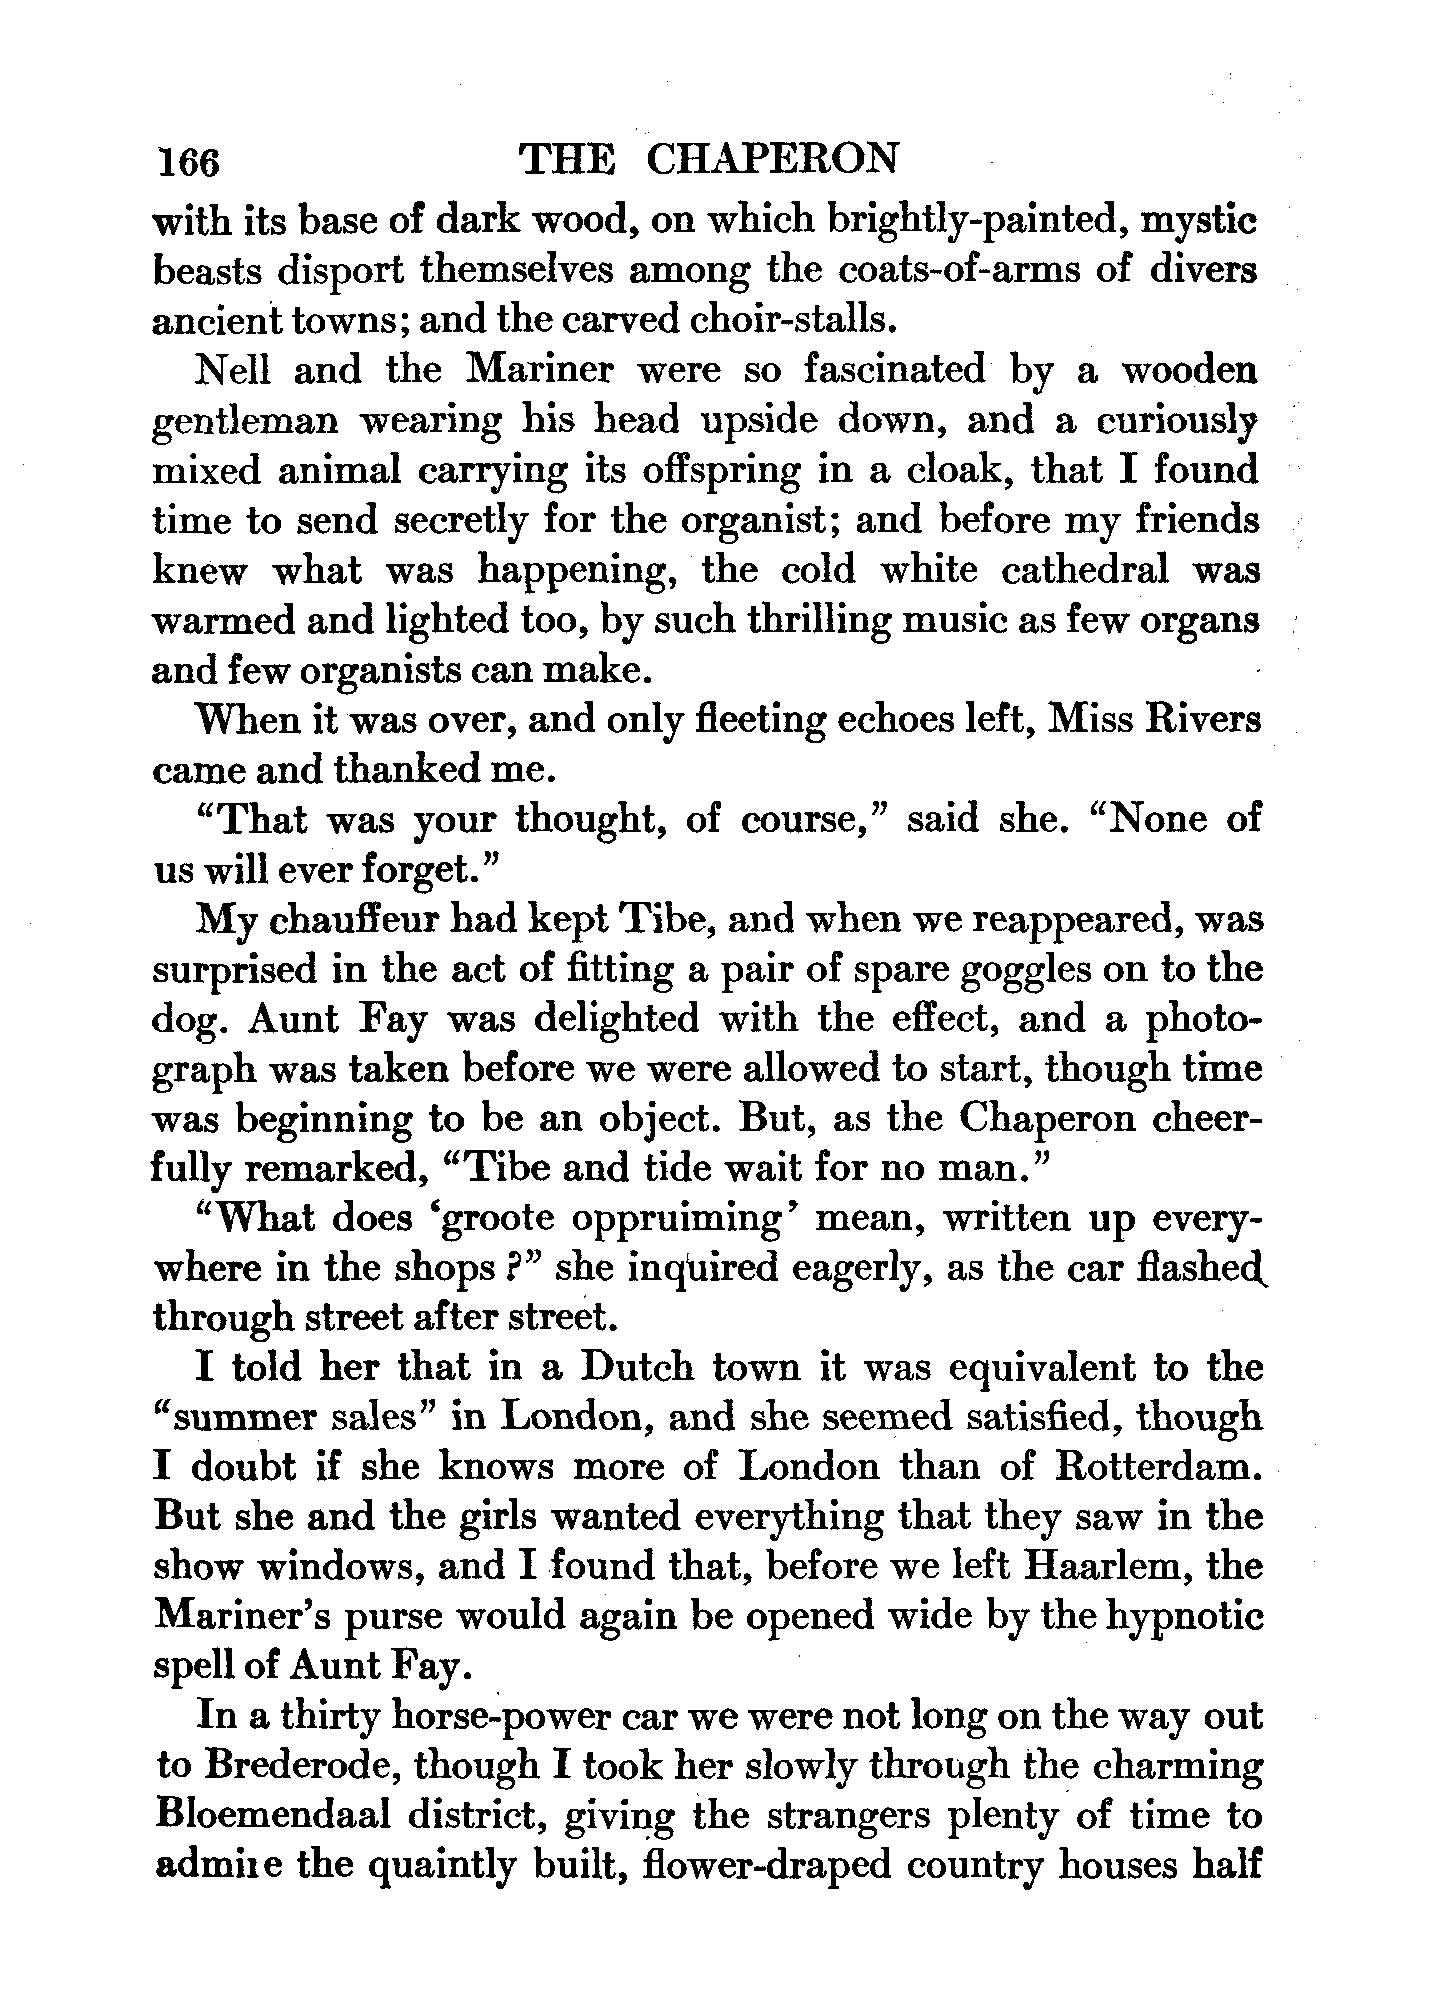 166 THE CHAPERON
with its base of dark wood, on which brightly-painted, mystic
beasts disport themselves among the coats-of-arms of divers
ancient towns; and the carved choir-stalls.
Nell and the Mariner were so fascinated by a wooden
gentleman wearing his head upside down, and a curiously
mixed animal carrying its offspring in a cloak, that I found
time to send secretly for the organist; and before my friends
knew what was happening, the cold white cathedral was
warmed and lighted too, by such thrilling music as few organs
and few organists can make.
When it was over, and only fleeting echoes left, Miss Rivers
came and thanked me.
“That was your thought, of course,” said she. “None of
us will ever forget.”
My chauffeur had kept Tibe, and when we reappeared, was
surprised in the act of fitting a pair of spare goggles on to the
dog. Aunt Fay was delighted with the effect, and a photo-
graph was taken before we were allowed to start, though time
was beginning to be an object. But, as the Chaperon cheer-
fully remarked, “Tibe and tide wait for no man.”
“What does ‘groote oppruiming’ mean, written up every-
where in the shops?” she inquired eagerly, as the car flashed
through street after street.
I told her that in a Dutch town it was equivalent to the
“summer sales” in London, and she seemed satisfied, though
I doubt if she knows more of London than of Rotterdam.
But she and the girls wanted everything that they saw in the
show windows, and I found that, before we left Haarlem, the
Mariner’s purse would again be opened wide by the hypnotic
spell of Aunt Fay.
In a thirty horse-power car we were not long on the way out
to Brederode, though I took her slowly through the charming
Bloemendaal district, giving the strangers plenty of time to
admire the quaintly built, flower-draped country houses half